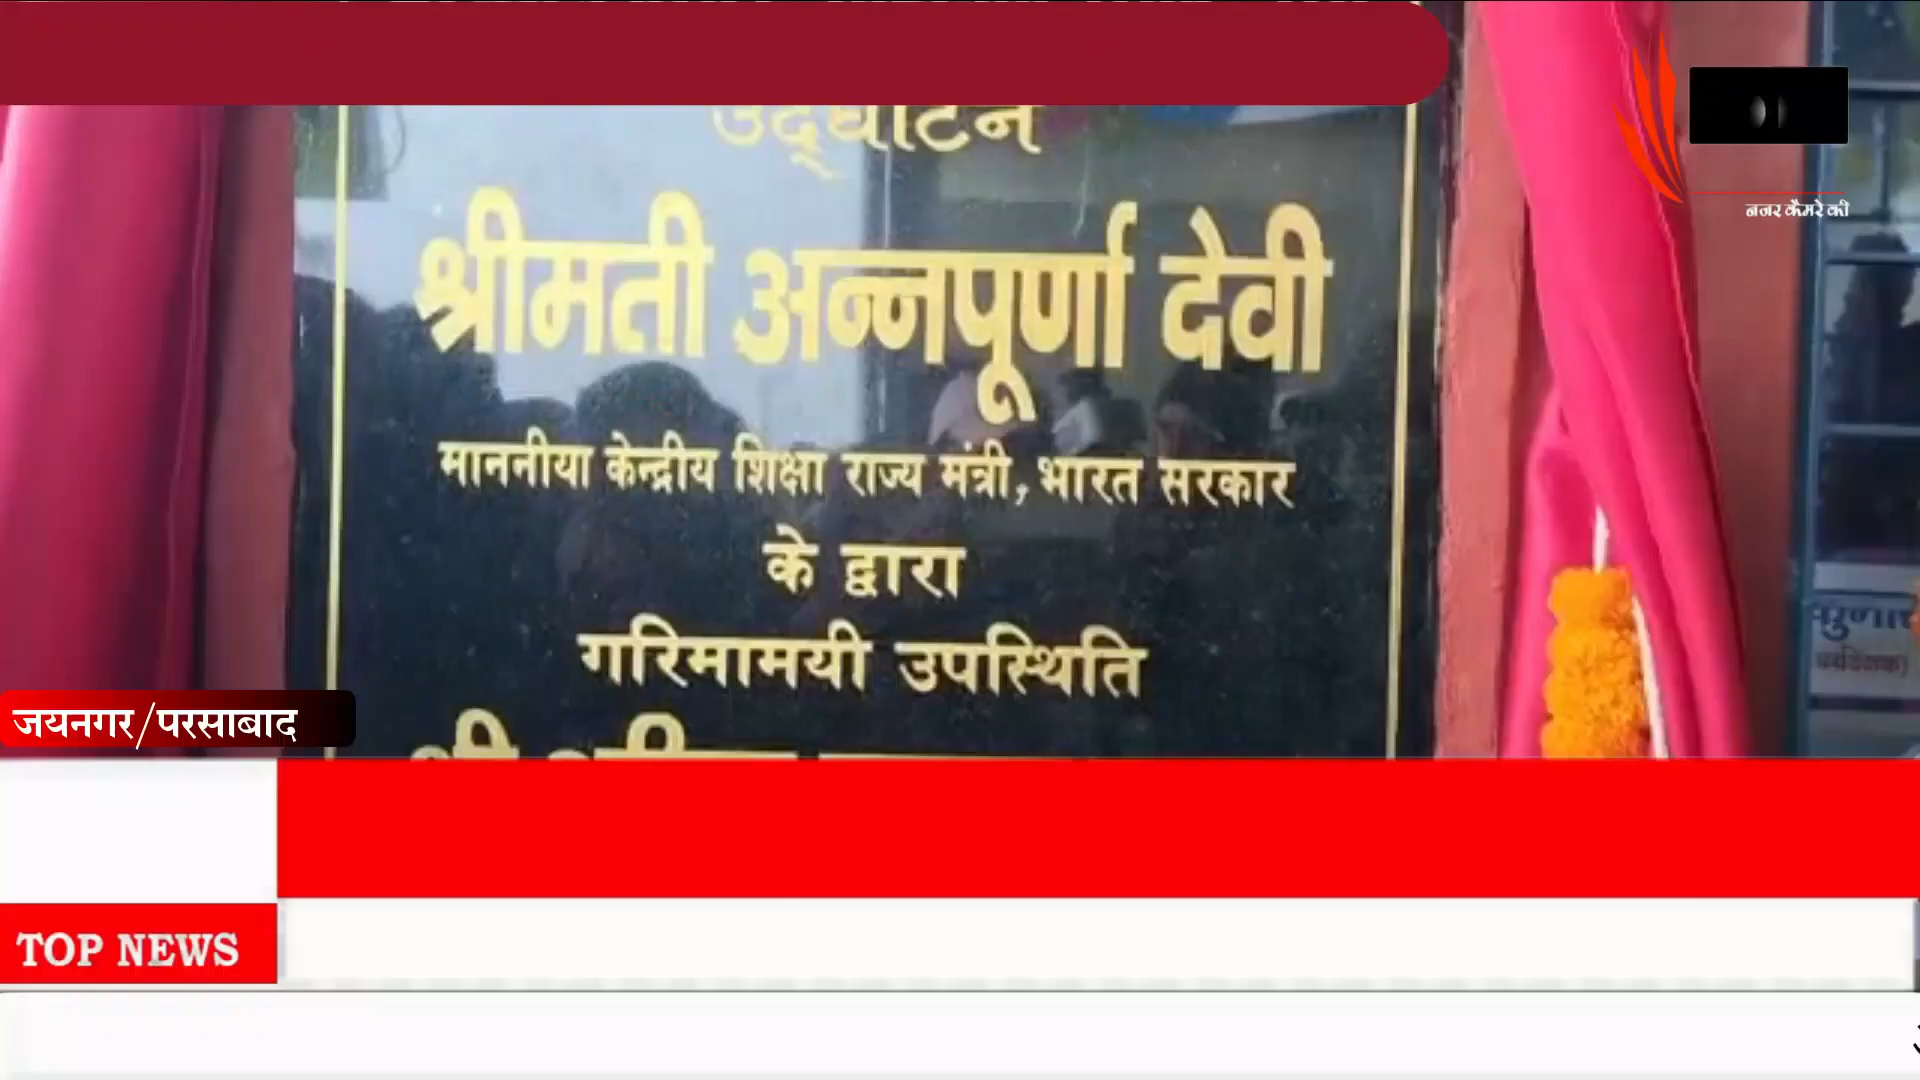 उद्घाटन
नजर कैमरे की
श्रीमती अन्नपूर्णा देवी
माननीया केन्द्रीय शिक्षा राज्य मंत्री, भारत सरकार
के द्वारा
गरिमामयी उपस्थिति
जयनगर/परसाबाद
TOP NEWS